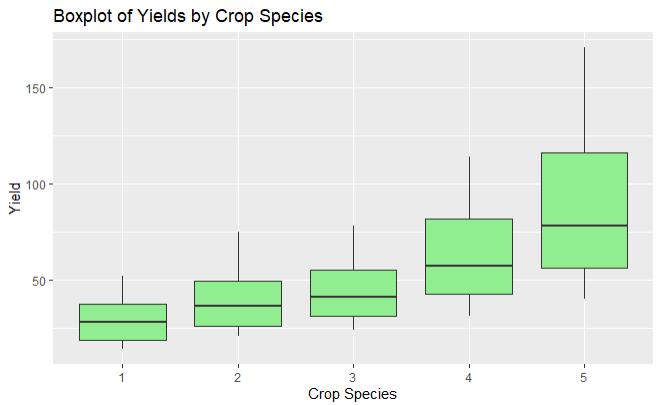 Boxplot of Yields by Crop Species
Yield
150
100
50
1 2 3 4 5
Crop Species